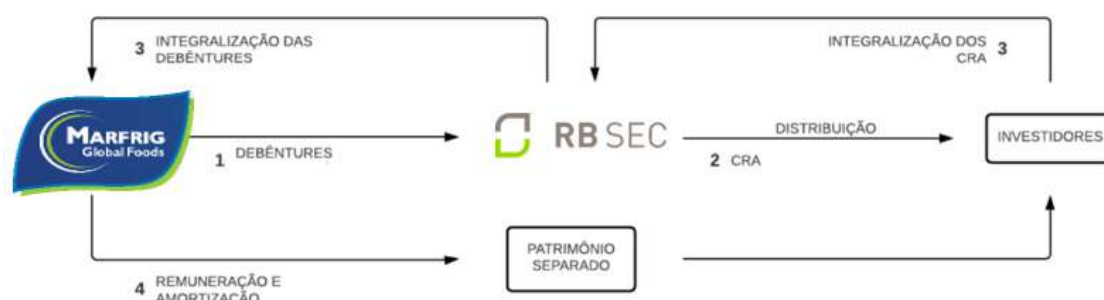 3 INTEGRALIZAÇÃO DAS
DEBÊNTURES
INTEGRALIZAÇÃO DOS 3
CRA
MARFRIG
Global Foods
1 DEBÊNTURES
RB SEC
DISTRIBUIÇÃO
2 CRA
INVESTIDORES
PATRIMÔNIO
SEPARADO
4 REMUNERAÇÃO E
AMORTIZAÇÃO